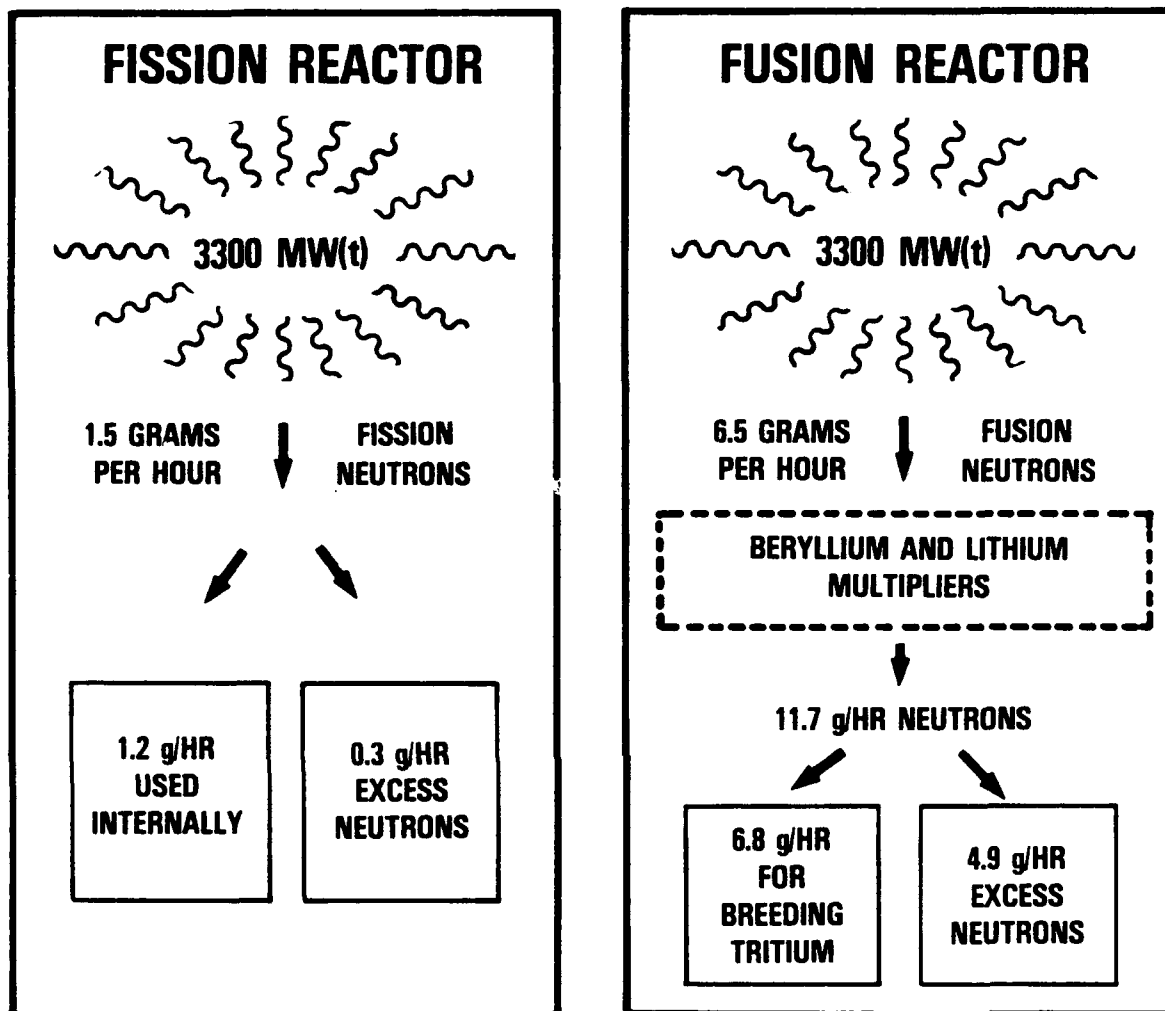 FISSION REACTOR
3300 MW(t)
1.5 GRAMS
PER HOUR
FISSION
NEUTRONS
1.2 g/HR
USED
INTERNALLY
0.3 g/HR
EXCESS
NEUTRONS
FUSION REACTOR
3300 MW(t)
6.5 GRAMS
PER HOUR
FUSION
NEUTRONS
BERYLLIUM AND LITHIUM
MULTIPLIERS
11.7 g/HR NEUTRONS
6.8 g/HR
FOR
BREEDING
TRITIUM
4.9 g/HR
EXCESS
NEUTRONS